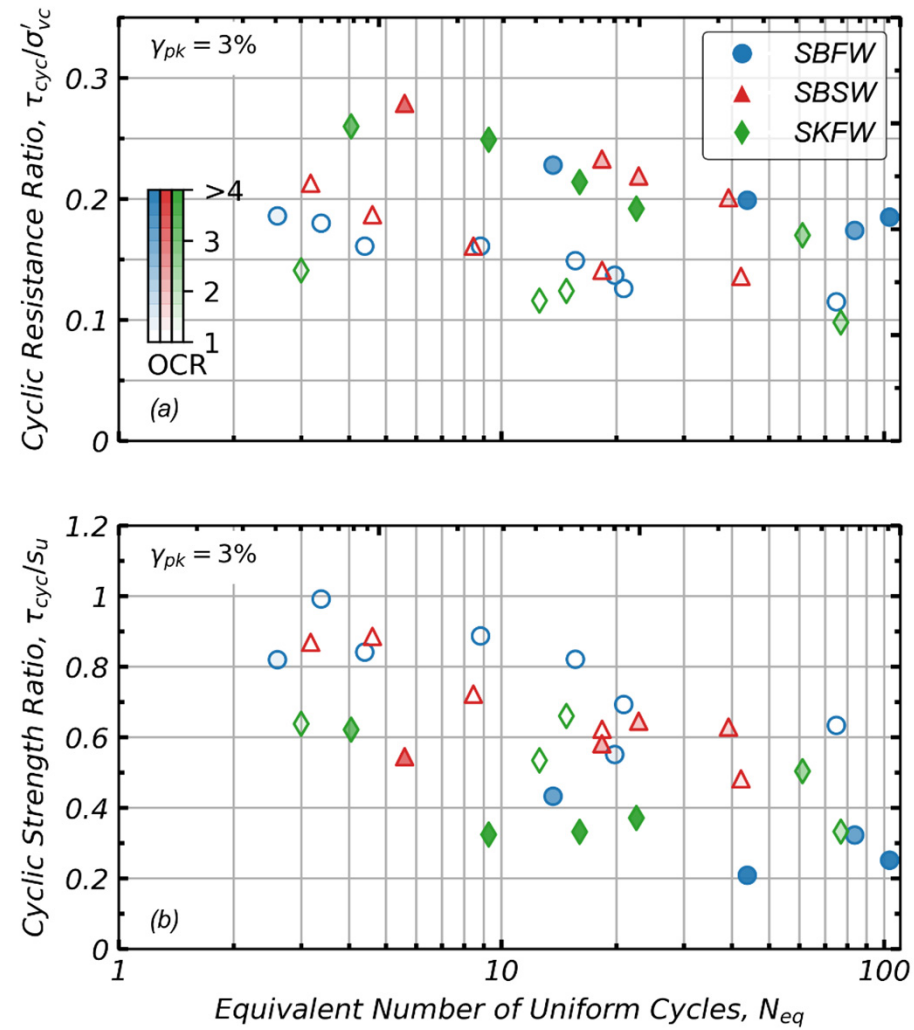 Cyclic Resistance Ratio, τcyc/σ′vc
γpk = 3%
SBFW
SBSW
SKFW
0.3
0.2
0.1
0
>4
3
2
1
OCR
(a)
Cyclic Strength Ratio, τcyc/su
γpk = 3%
1.2
1
0.8
0.6
0.4
0.2
0
(b)
1 10 100
Equivalent Number of Uniform Cycles, Neq